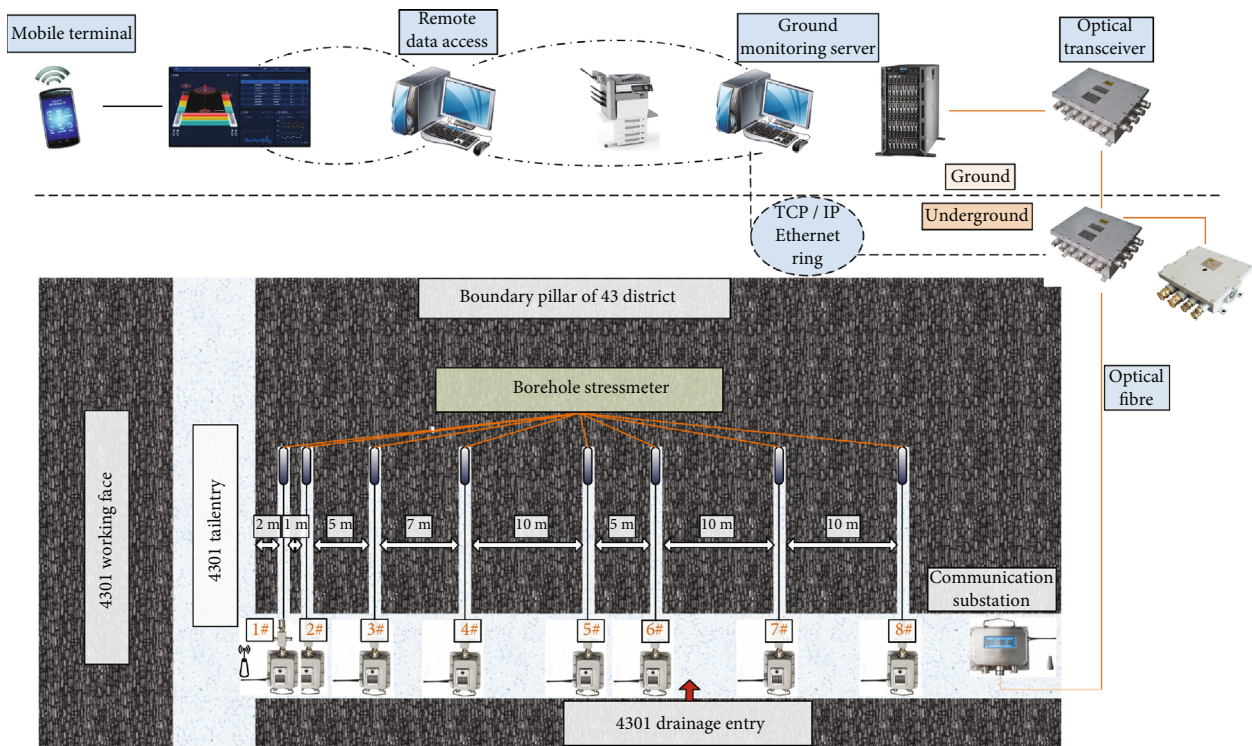 Mobile terminal
Remote
data access
Ground
monitoring server
Optical
transceiver
Ground
Underground
TCP / IP
Ethernet
ring
Boundary pillar of 43 district
Borehole stressmeter
Optical
fibre
4301 working face
4301 tailentry
2 m
1 m
5 m
7 m
10 m
5 m
10 m
10 m
Communication
substation
1#
2#
3#
4#
5#
6#
7#
8#
4301 drainage entry